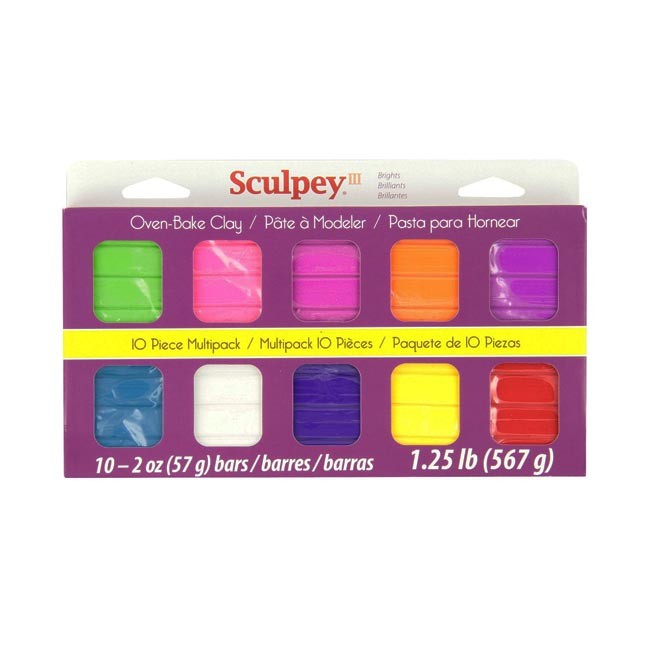 Sculpey III
Brights
Brilliants
Brillantes
Oven-Bake Clay / Pâte à Modeler / Pasta para Hornear
10 Piece Multipack / Multipack 10 Pièces / Paquete de 10 Piezas
10 – 2 oz (57 g) bars / barres / barras
1.25 lb (567 g)